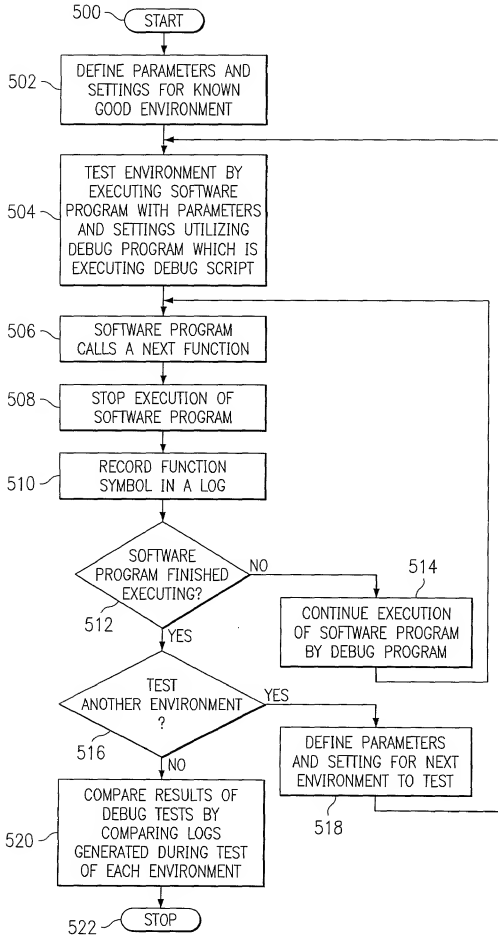 500
START
502
DEFINE PARAMETERS AND
SETTINGS FOR KNOWN
GOOD ENVIRONMENT
504
TEST ENVIRONMENT BY
EXECUTING SOFTWARE
PROGRAM WITH PARAMETERS
AND SETTINGS UTILIZING
DEBUG PROGRAM WHICH IS
EXECUTING DEBUG SCRIPT
506
SOFTWARE PROGRAM
CALLS A NEXT FUNCTION
508
STOP EXECUTION OF
SOFTWARE PROGRAM
510
RECORD FUNCTION
SYMBOL IN A LOG
SOFTWARE
PROGRAM FINISHED
EXECUTING?
512
NO
YES
514
CONTINUE EXECUTION
OF SOFTWARE PROGRAM
BY DEBUG PROGRAM
TEST
ANOTHER ENVIRONMENT
?
516
YES
NO
DEFINE PARAMETERS
AND SETTING FOR NEXT
ENVIRONMENT TO TEST
518
520
COMPARE RESULTS OF
DEBUG TESTS BY
COMPARING LOGS
GENERATED DURING TEST
OF EACH ENVIRONMENT
522
STOP